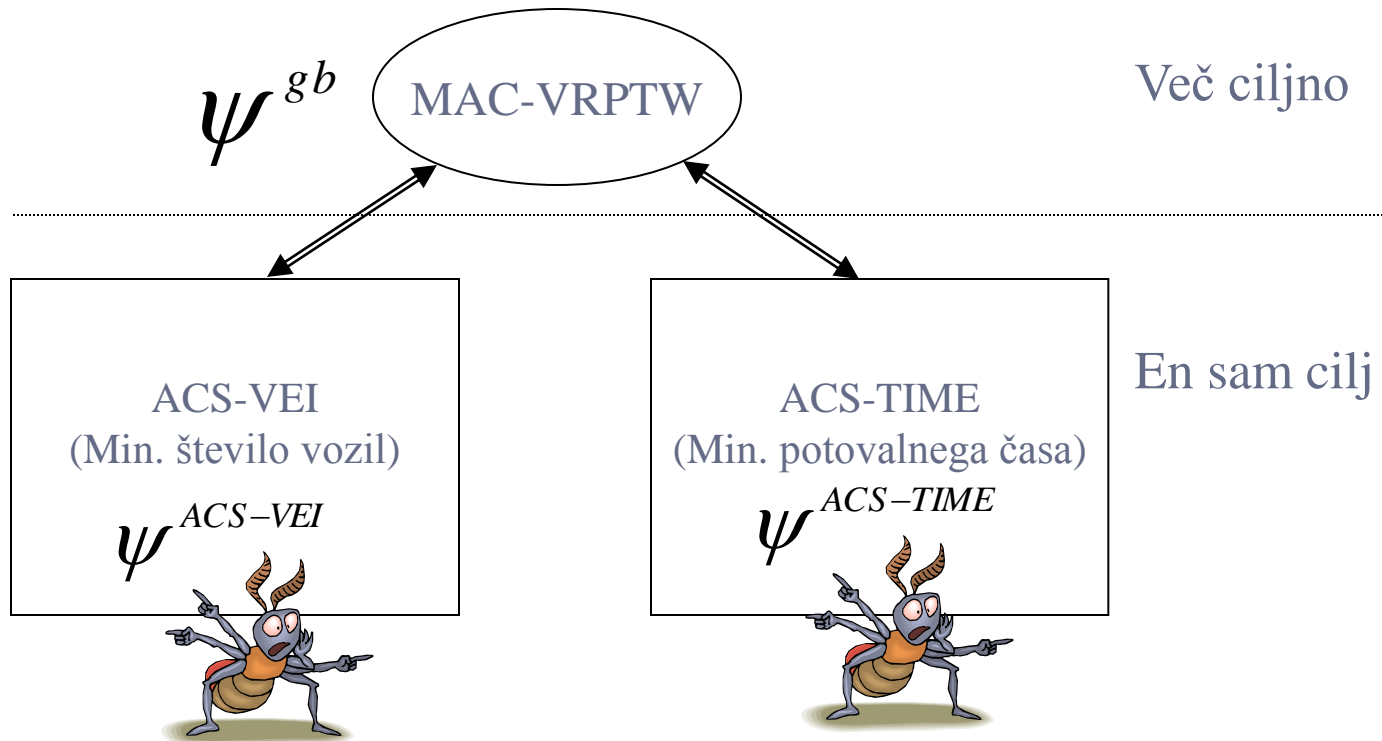 ψ^gb
MAC-VRPTW
Več ciljno
En sam cilj
ACS-VEI
(Min. število vozil)
ψ^ACS–VEI
ACS-TIME
(Min. potovalnega časa)
ψ^ACS–TIME